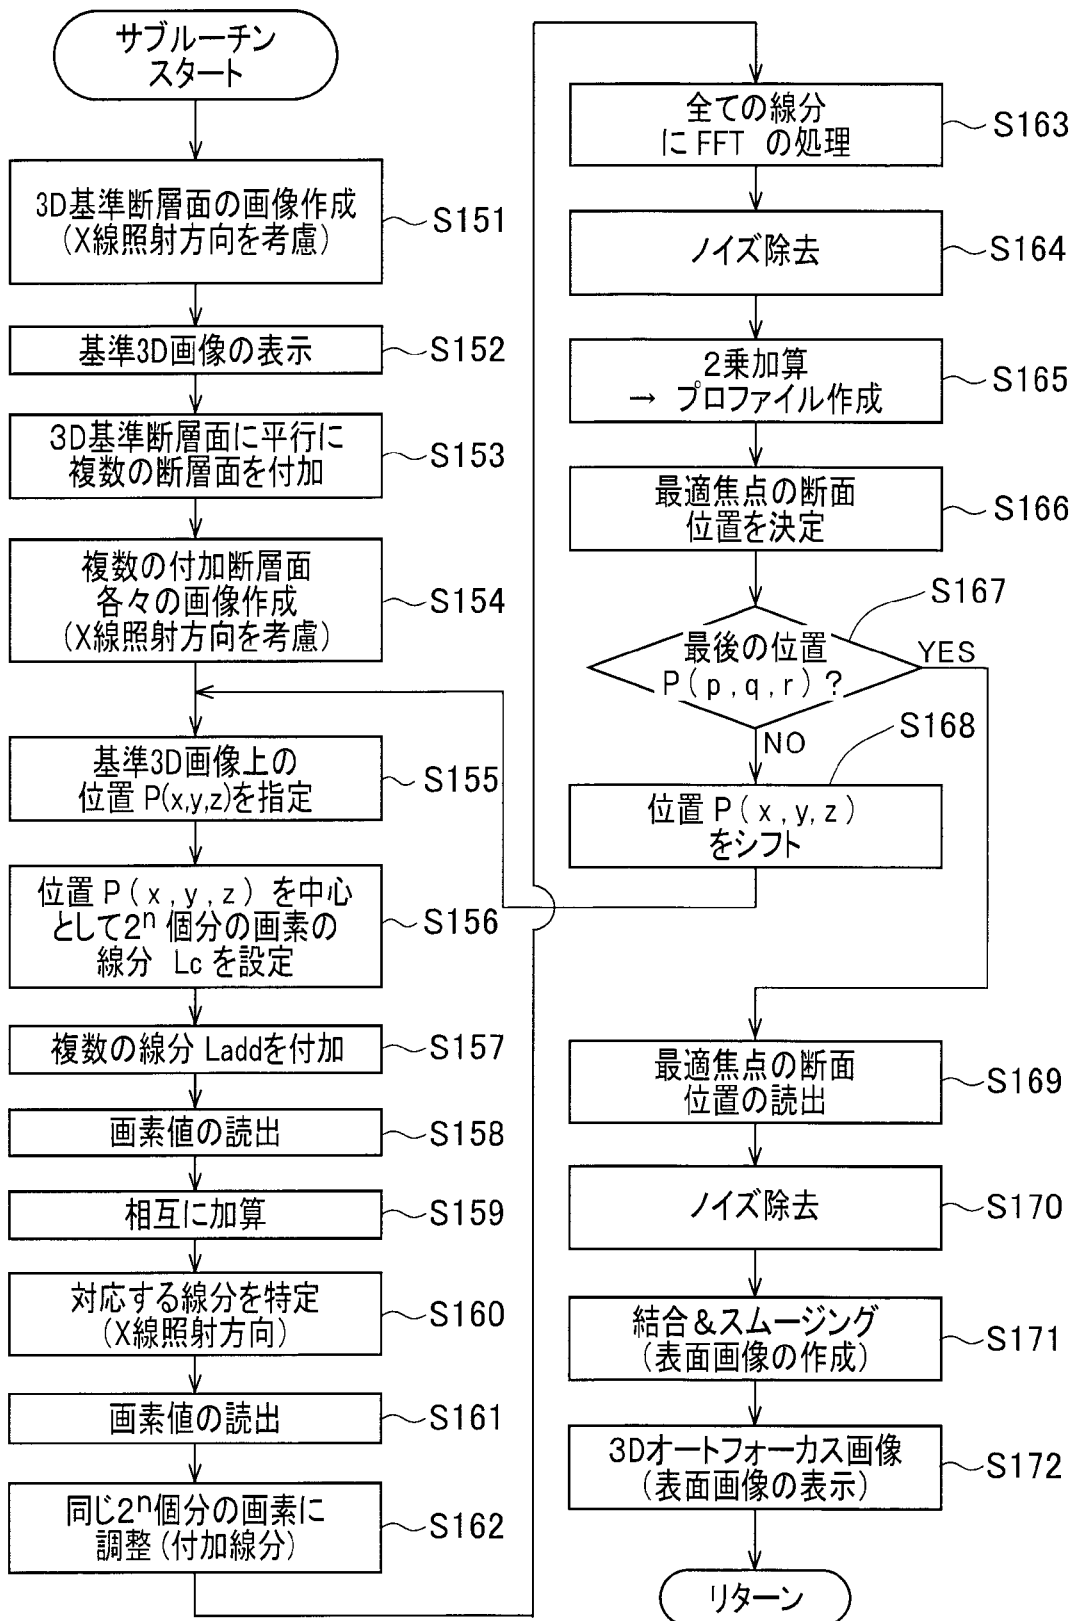 サブルーチン
スタート
3D基準断層面の画像作成
(X線照射方向を考慮)
S151
基準3D画像の表示
S152
3D基準断層面に平行に
複数の断層面を付加
S153
複数の付加断層面
各々の画像作成
(X線照射方向を考慮)
S154
基準3D画像上の
位置 P(x,y,z)を指定
S155
位置 P(x,y,z)を中心
として2ⁿ個分の画素の
線分 Lcを設定
S156
複数の線分 Laddを付加
S157
画素値の読出
S158
相互に加算
S159
対応する線分を特定
(X線照射方向)
S160
画素値の読出
S161
同じ2ⁿ個分の画素に
調整(付加線分)
S162
全ての線分
にFFT の処理
S163
ノイズ除去
S164
2乗加算
→ プロファイル作成
S165
最適焦点の断面
位置を決定
S166
最後の位置
P(p,q,r)?
S167
YES
NO
位置 P(x,y,z)
をシフト
S168
最適焦点の断面
位置の読出
S169
ノイズ除去
S170
結合&スムージング
(表面画像の作成)
S171
3Dオートフォーカス画像
(表面画像の表示)
S172
リターン